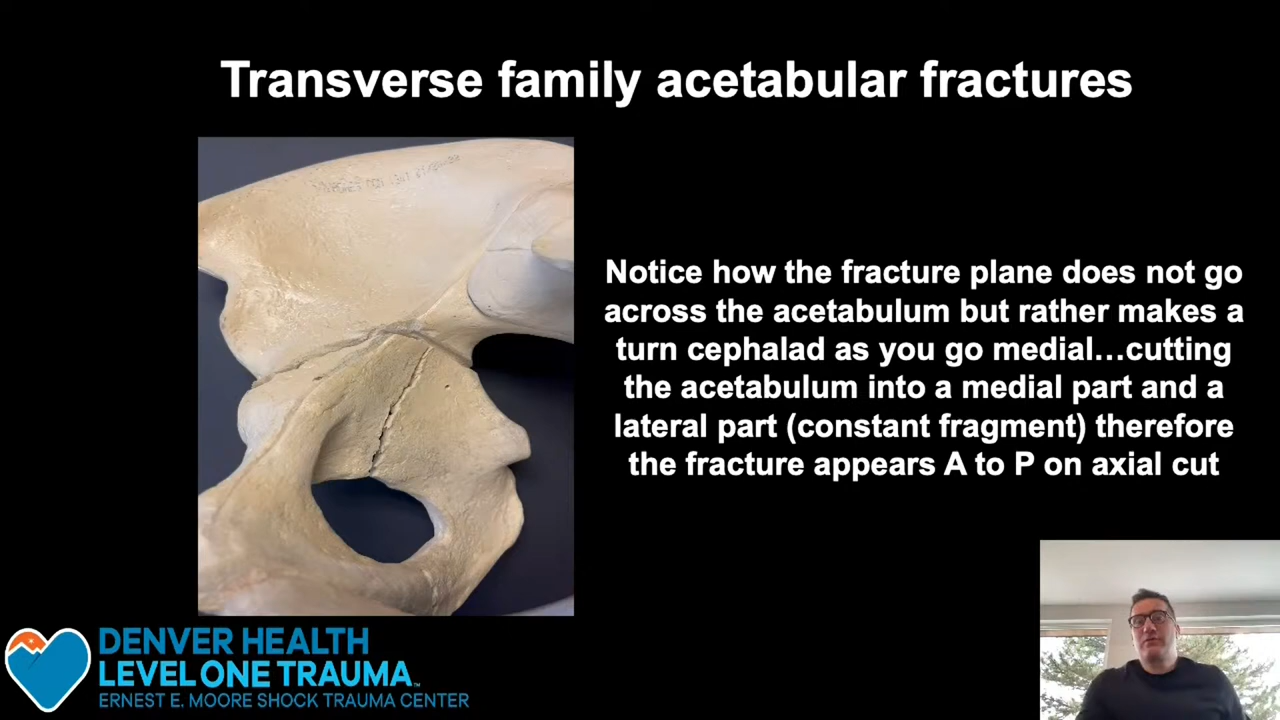 Transverse family acetabular fractures
Notice how the fracture plane does not go
across the acetabulum but rather makes a
turn cephalad as you go medial…cutting
the acetabulum into a medial part and a
lateral part (constant fragment) therefore
the fracture appears A to P on axial cut
DENVER HEALTH
LEVEL ONE TRAUMA™
ERNEST E. MOORE SHOCK TRAUMA CENTER